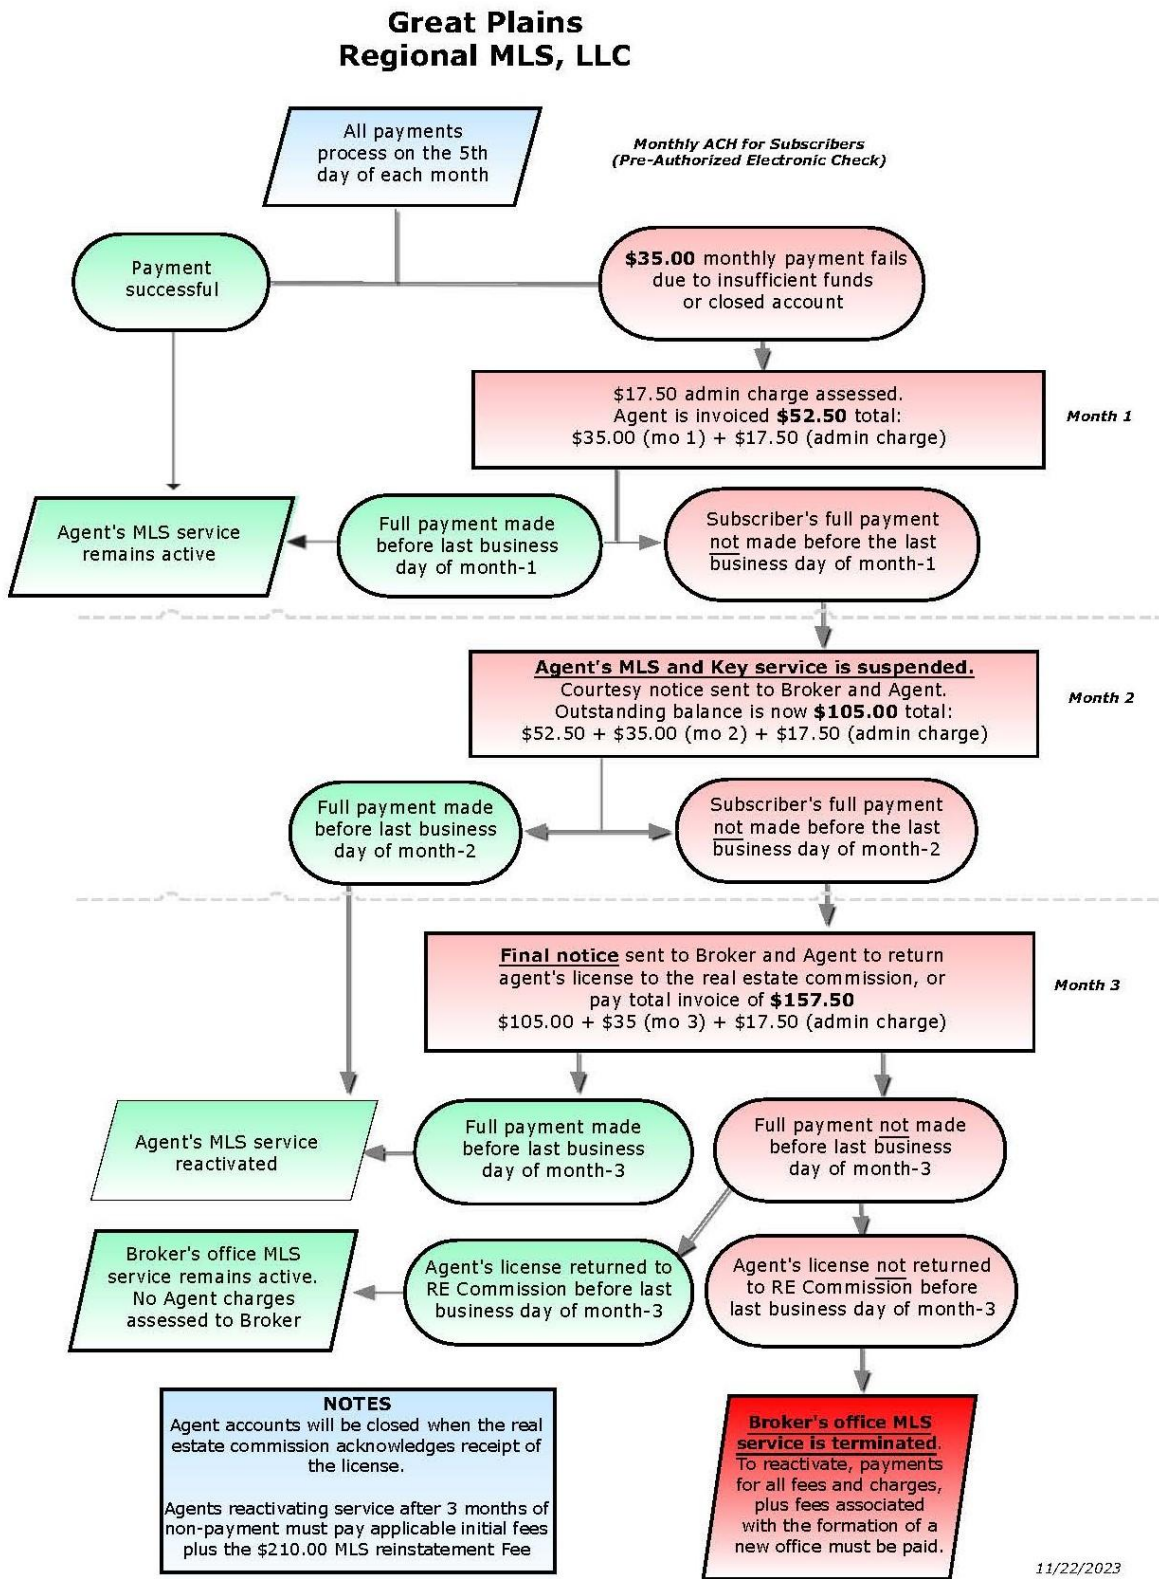 Great Plains
Regional MLS, LLC
All payments
process on the 5th
day of each month
Monthly ACH for Subscribers
(Pre-Authorized Electronic Check)
Payment
successful
$35.00 monthly payment fails
due to insufficient funds
or closed account
$17.50 admin charge assessed.
Agent is invoiced $52.50 total:
$35.00 (mo 1) + $17.50 (admin charge)
Month 1
Agent's MLS service
remains active
Full payment made
before last business
day of month-1
Subscriber's full payment
not made before the last
business day of month-1
Agent's MLS and Key service is suspended.
Courtesy notice sent to Broker and Agent.
Outstanding balance is now $105.00 total:
$52.50 + $35.00 (mo 2) + $17.50 (admin charge)
Month 2
Full payment made
before last business
day of month-2
Subscriber's full payment
not made before the last
business day of month-2
Final notice sent to Broker and Agent to return
agent's license to the real estate commission, or
pay total invoice of $157.50
$105.00 + $35 (mo 3) + $17.50 (admin charge)
Month 3
Agent's MLS service
reactivated
Full payment made
before last business
day of month-3
Full payment not made
before last business
day of month-3
Broker's office MLS
service remains active.
No Agent charges
assessed to Broker
Agent's license returned to
RE Commission before last
business day of month-3
Agent's license not returned
to RE Commission before
last business day of month-3
NOTES
Agent accounts will be closed when the real
estate commission acknowledges receipt of
the license.
Agents reactivating service after 3 months of
non-payment must pay applicable initial fees
plus the $210.00 MLS reinstatement Fee
Broker's office MLS
service is terminated.
To reactivate, payments
for all fees and charges,
plus fees associated
with the formation of a
new office must be paid.
11/22/2023